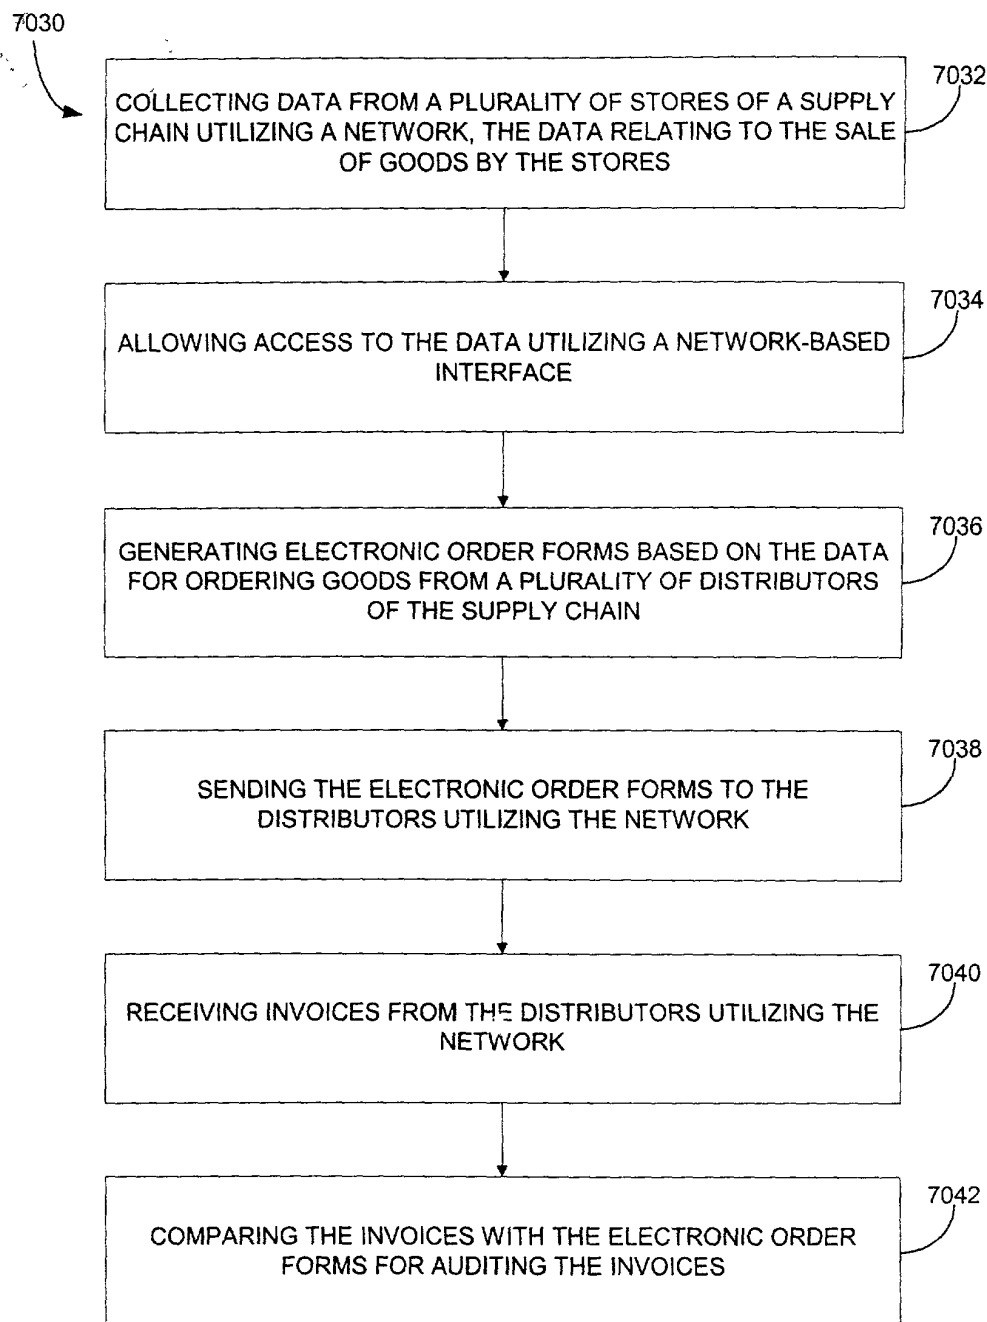 7030
7032
COLLECTING DATA FROM A PLURALITY OF STORES OF A SUPPLY
CHAIN UTILIZING A NETWORK, THE DATA RELATING TO THE SALE
OF GOODS BY THE STORES
7034
ALLOWING ACCESS TO THE DATA UTILIZING A NETWORK-BASED
INTERFACE
7036
GENERATING ELECTRONIC ORDER FORMS BASED ON THE DATA
FOR ORDERING GOODS FROM A PLURALITY OF DISTRIBUTORS
OF THE SUPPLY CHAIN
7038
SENDING THE ELECTRONIC ORDER FORMS TO THE
DISTRIBUTORS UTILIZING THE NETWORK
7040
RECEIVING INVOICES FROM THE DISTRIBUTORS UTILIZING THE
NETWORK
7042
COMPARING THE INVOICES WITH THE ELECTRONIC ORDER
FORMS FOR AUDITING THE INVOICES